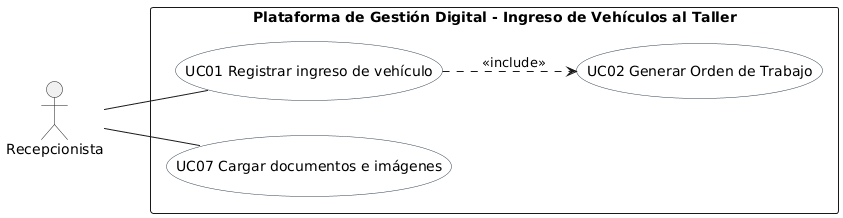 Plataforma de Gestión Digital - Ingreso de Vehículos al Taller
UC01 Registrar ingreso de vehículo
«include»
UC02 Generar Orden de Trabajo
Recepcionista
UC07 Cargar documentos e imágenes